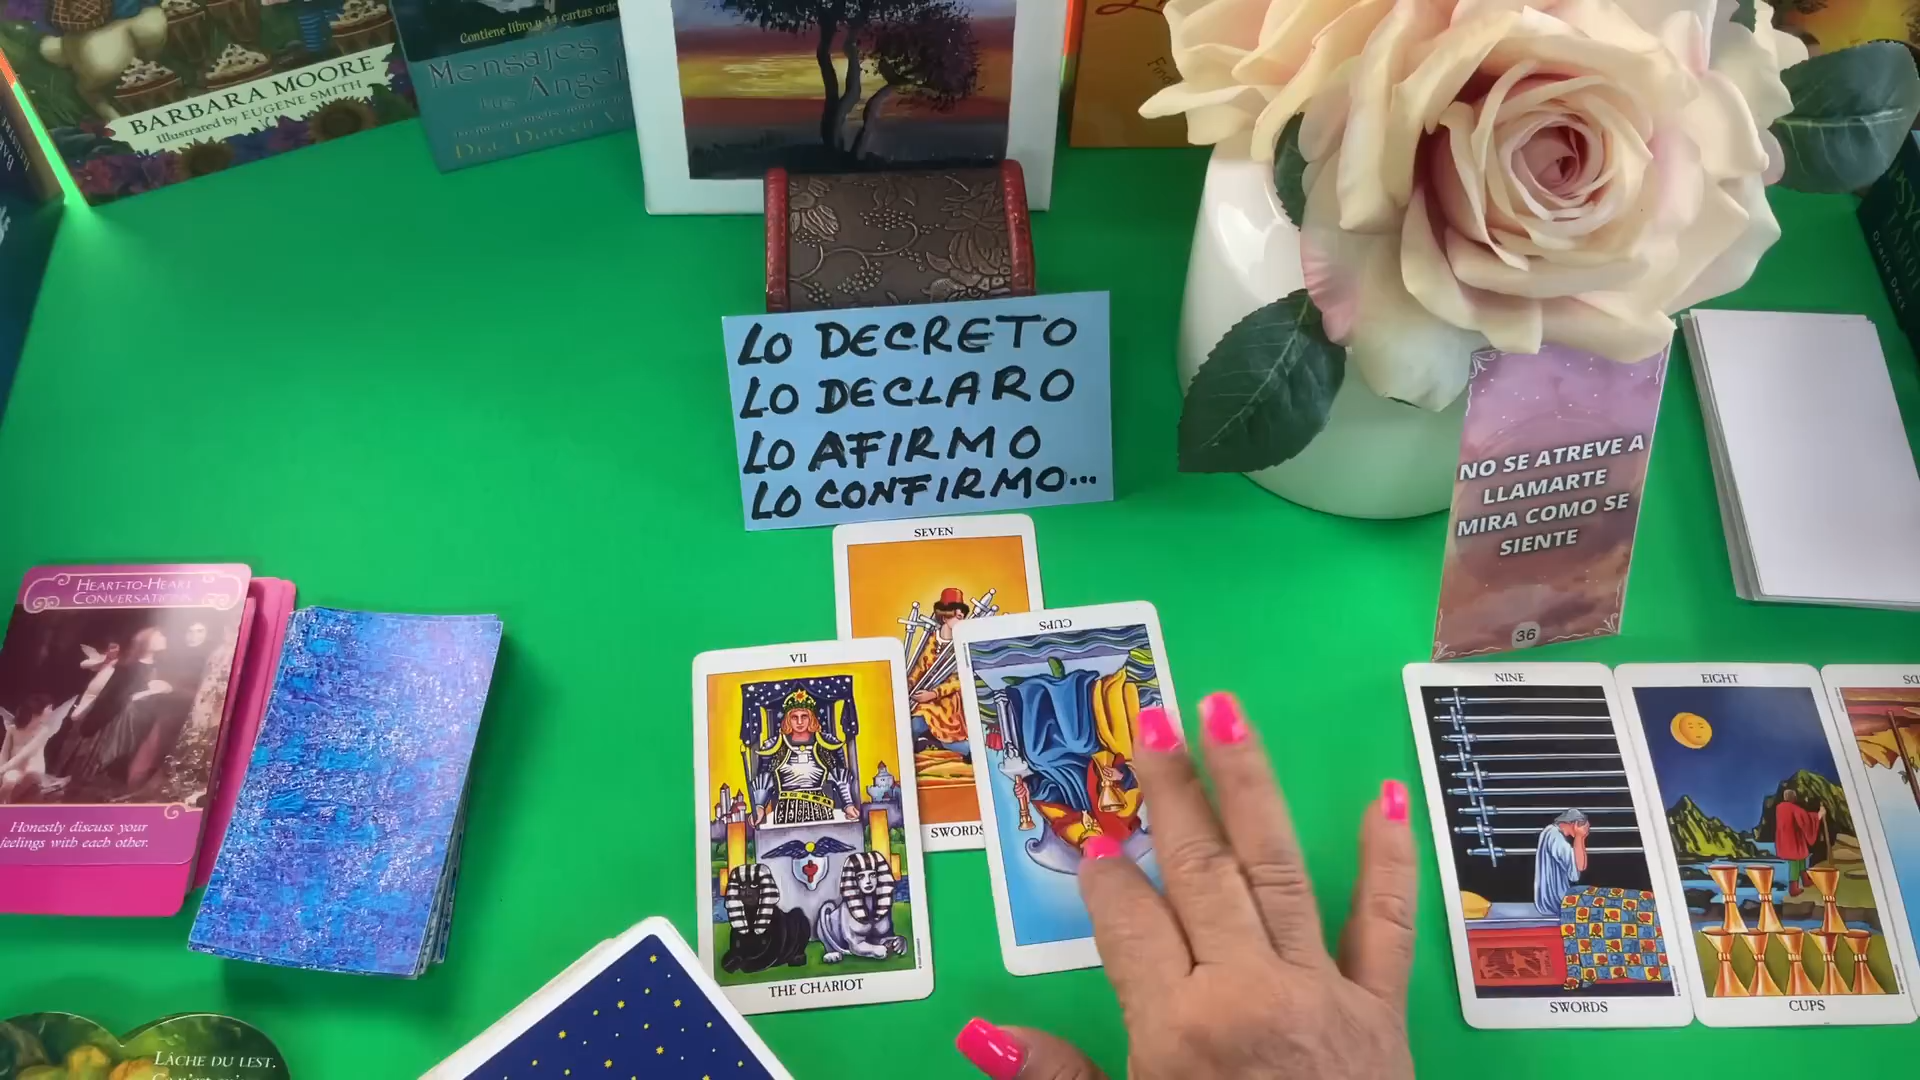 BARBARA MOORE
Illustrated by EUGENE SMITH
Contiene libro y 44 cartas
Mensajes
LO DECRETO
LO DECLARO
LO AFIRMO
LO CONFIRMO...
NO SE ATREVE A
LLAMARTE
MIRA COMO SE
SIENTE
36
HEART-TO-HEART
CONVERSATIONS
Honestly discuss your
feelings with each other.
SEVEN
SWORDS
VII
THE CHARIOT
CUPS
NINE
SWORDS
EIGHT
CUPS
LÂCHE DU LEST.